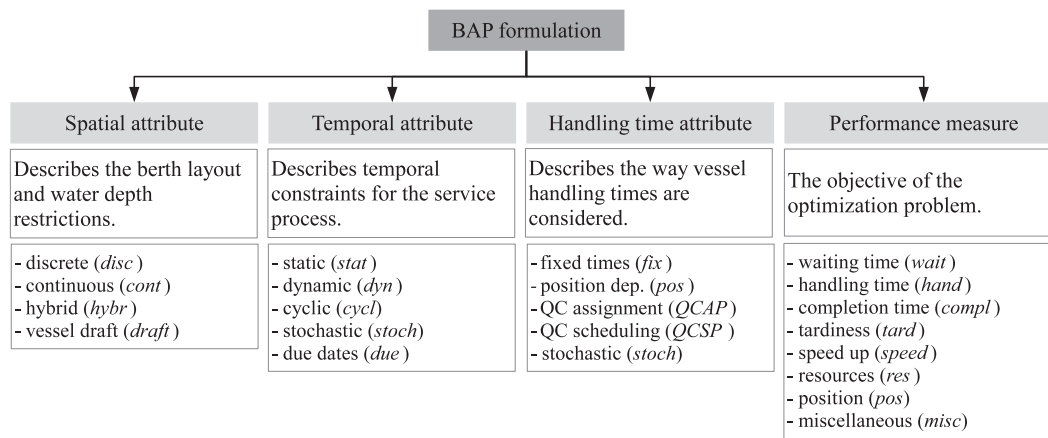 BAP formulation
Spatial attribute
Describes the berth layout
and water depth
restrictions.
- discrete (disc)
- continuous (cont)
- hybrid (hybr)
- vessel draft (draft)
Temporal attribute
Describes temporal
constraints for the service
process.
- static (stat)
- dynamic (dyn)
- cyclic (cycl)
- stochastic (stoch)
- due dates (due)
Handling time attribute
Describes the way vessel
handling times are
considered.
- fixed times (fix)
- position dep. (pos)
- QC assignment (QCAP)
- QC scheduling (QCSP)
- stochastic (stoch)
Performance measure
The objective of the
optimization problem.
- waiting time (wait)
- handling time (hand)
- completion time (compl)
- tardiness (tard)
- speed up (speed)
- resources (res)
- position (pos)
- miscellaneous (misc)